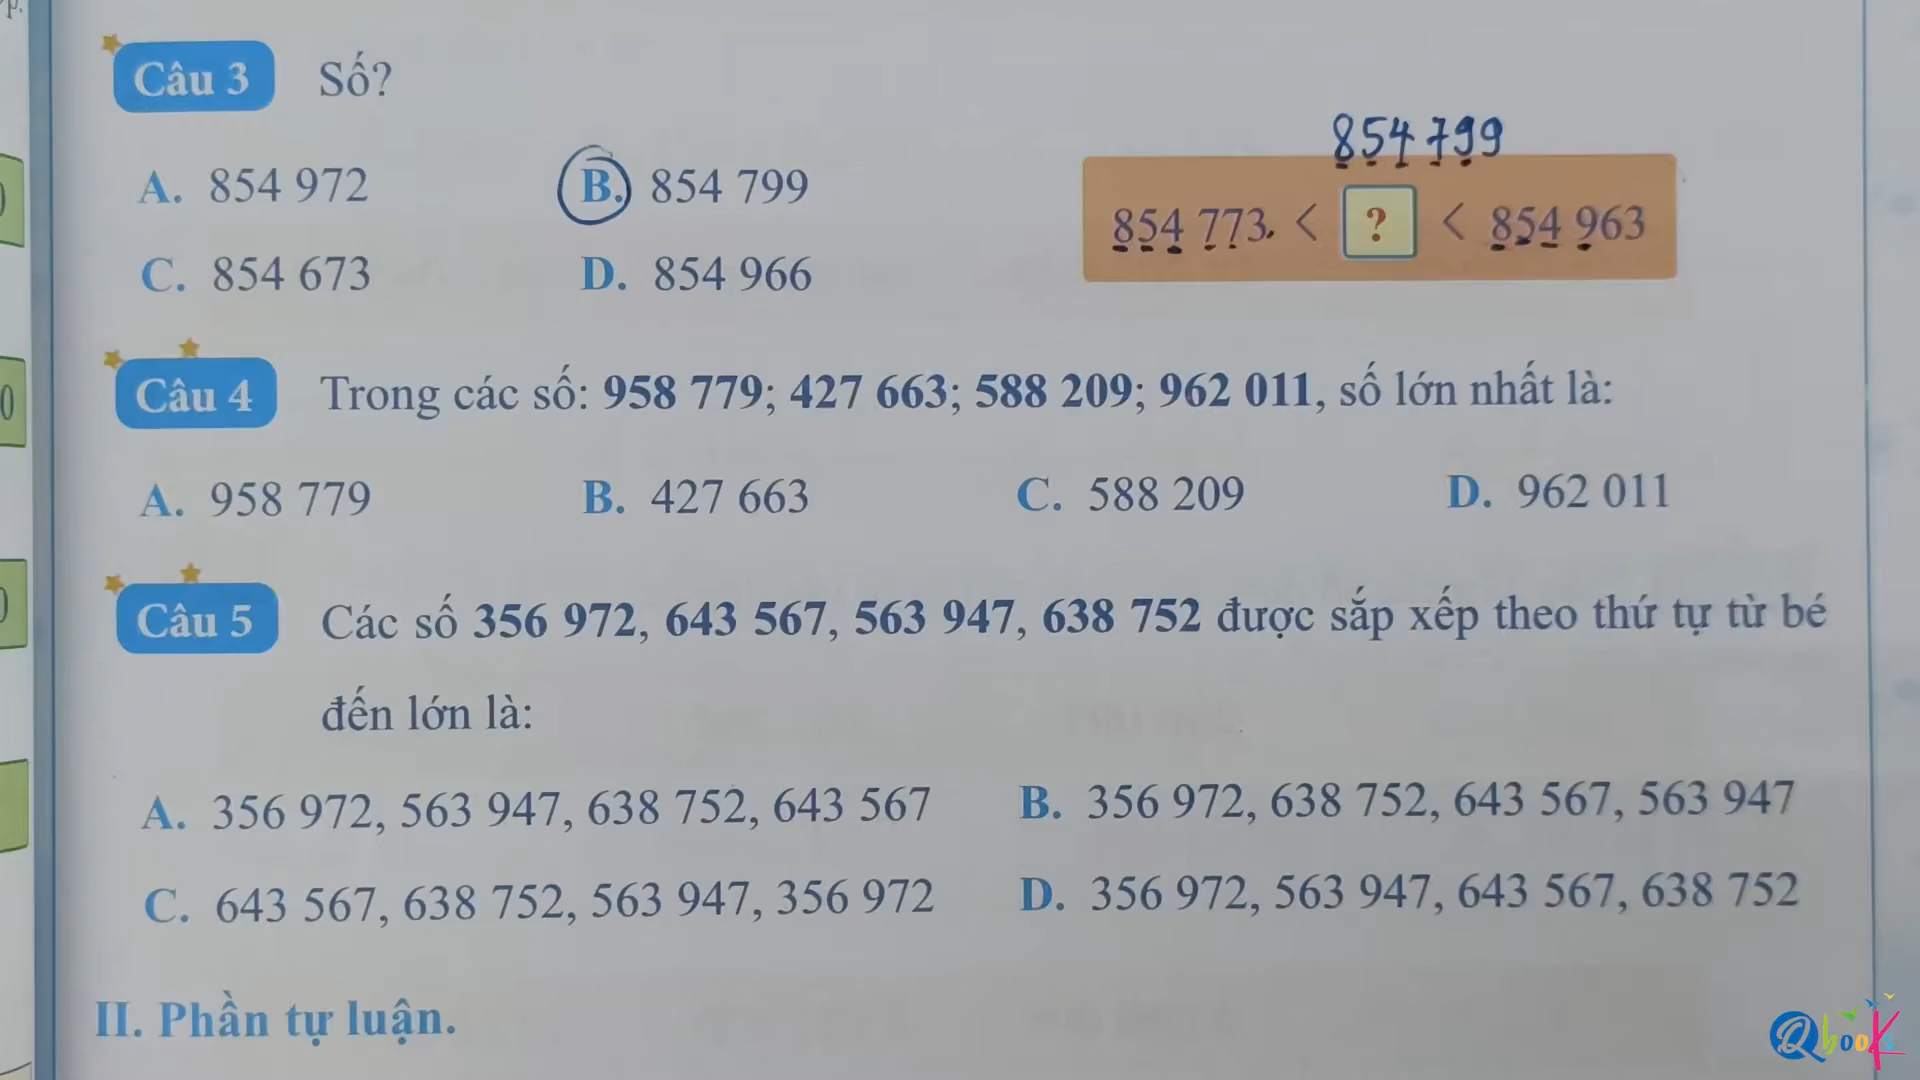 Câu 3 Số?
854 799
A. 854 972 B. 854 799
854 773 < ? < 854 963
C. 854 673 D. 854 966
Câu 4 Trong các số: 958 779; 427 663; 588 209; 962 011, số lớn nhất là:
A. 958 779 B. 427 663 C. 588 209 D. 962 011
Câu 5 Các số 356 972, 643 567, 563 947, 638 752 được sắp xếp theo thứ tự từ bé
đến lớn là:
A. 356 972, 563 947, 638 752, 643 567 B. 356 972, 638 752, 643 567, 563 947
C. 643 567, 638 752, 563 947, 356 972 D. 356 972, 563 947, 643 567, 638 752
II. Phần tự luận.
Qbook